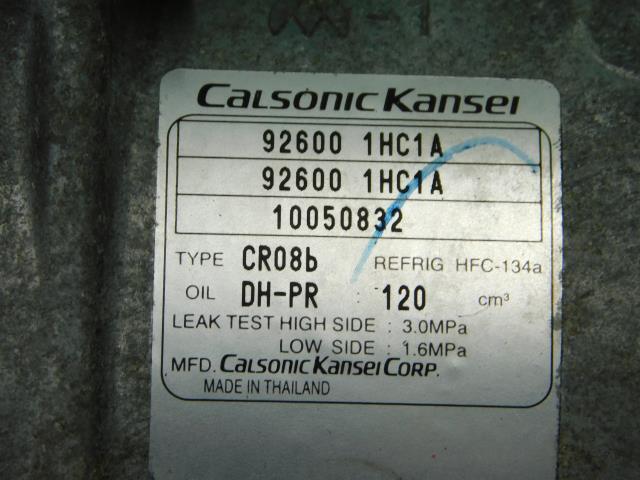 Calsonic Kansei
92600 1HC1A
92600 1HC1A
10050832
TYPE CR08b REFRIG HFC-134a
OIL DH-PR : 120 cm³
LEAK TEST HIGH SIDE : 3.0MPa
LOW SIDE : 1.6MPa
MFD. Calsonic Kansei Corp.
MADE IN THAILAND